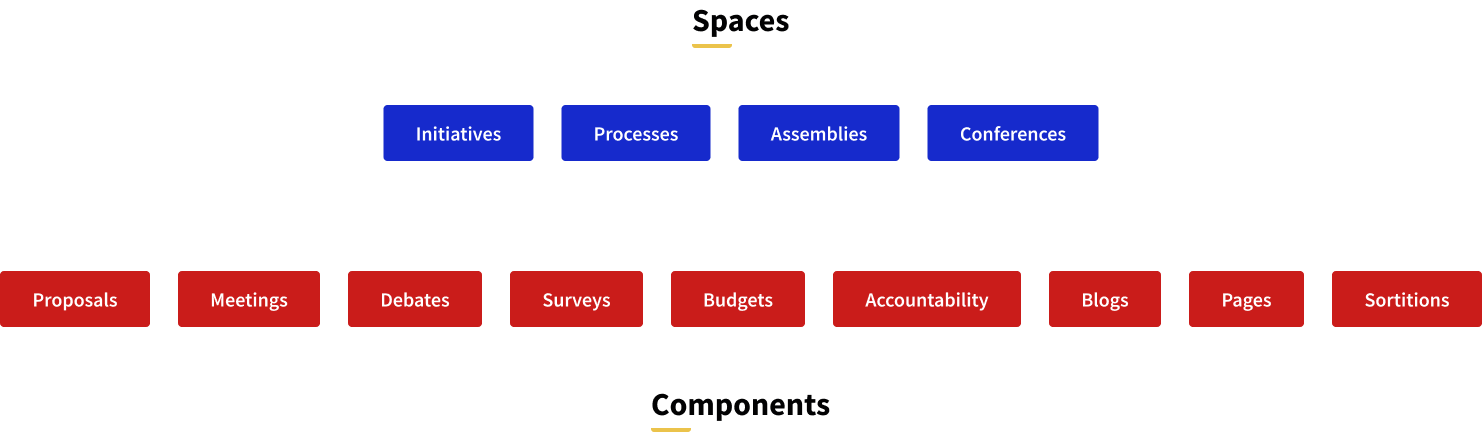 Spaces
Initiatives Processes Assemblies Conferences
Proposals Meetings Debates Surveys Budgets Accountability Blogs Pages Sortitions
Components